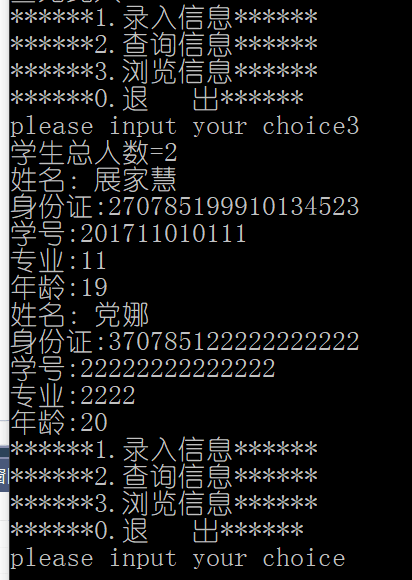 ******1.录入信息******
******2.查询信息******
******3.浏览信息******
******0.退   出******
please input your choice3
学生总人数=2
姓名: 展家慧
身份证:270785199910134523
学号:201711010111
专业:11
年龄:19
姓名: 党娜
身份证:370785122222222222
学号:22222222222222
专业:2222
年龄:20
******1.录入信息******
******2.查询信息******
******3.浏览信息******
******0.退   出******
please input your choice